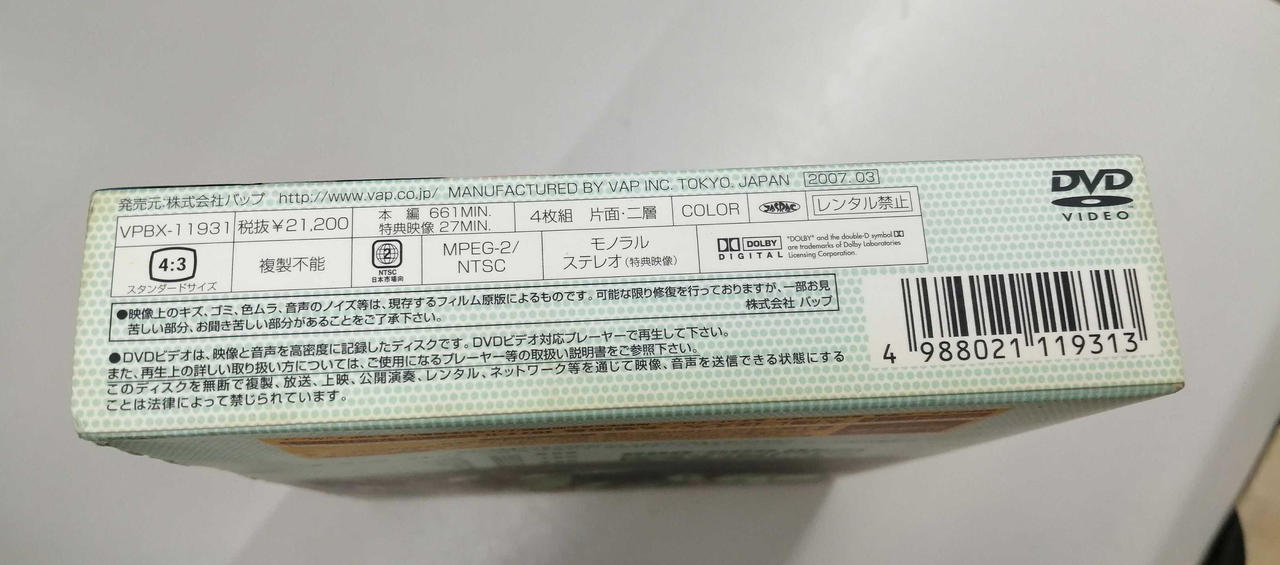 発売元:株式会社バップ http://www.vap.co.jp/ MANUFACTURED BY VAP INC. TOKYO. JAPAN 2007.03
VPBX-11931 税抜¥21,200 本編 661MIN. 特典映像 27MIN. 4枚組 片面・二層 COLOR レンタル禁止
4:3 スタンダードサイズ 複製不能 2 NTSC 日本市場向 MPEG-2/ NTSC モノラル ステレオ(特典映像) DOLBY DIGITAL
"DOLBY" and the double-D symbol
are trademarks of Dolby Laboratories
Licensing Corporation.
●映像上のキズ、ゴミ、色ムラ、音声のノイズ等は、現存するフィルム原版によるものです。可能な限り修復を行っておりますが、一部お見
苦しい部分、お聞き苦しい部分があることをご了承下さい。
株式会社 バップ
●DVDビデオは、映像と音声を高密度に記録したディスクです。DVDビデオ対応プレーヤーで再生して下さい。
また、再生上の詳しい取り扱い方については、ご使用になるプレーヤー等の取扱い説明書をご参照下さい。
このディスクを無断で複製、放送、上映、公開演奏、レンタル、ネットワーク等を通じて映像、音声を送信できる状態にする
ことは法律によって禁じられています。
DVD
VIDEO
4 988021 119313